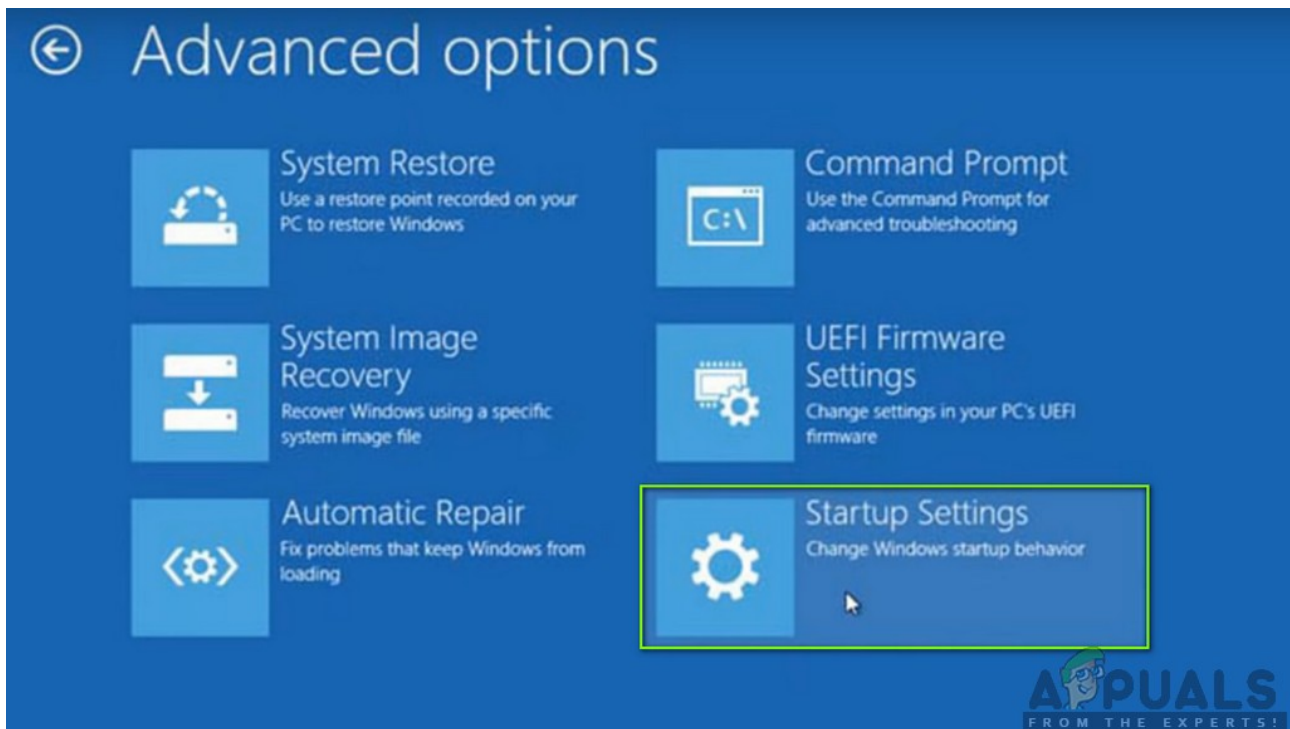 Advanced options
System Restore
Use a restore point recorded on your
PC to restore Windows
Command Prompt
Use the Command Prompt for
advanced troubleshooting
C:\
System Image
Recovery
Recover Windows using a specific
system image file
UEFI Firmware
Settings
Change settings in your PC's UEFI
firmware
Automatic Repair
Fix problems that keep Windows from
loading
Startup Settings
Change Windows startup behavior
APPUALS
FROM THE EXPERTS!